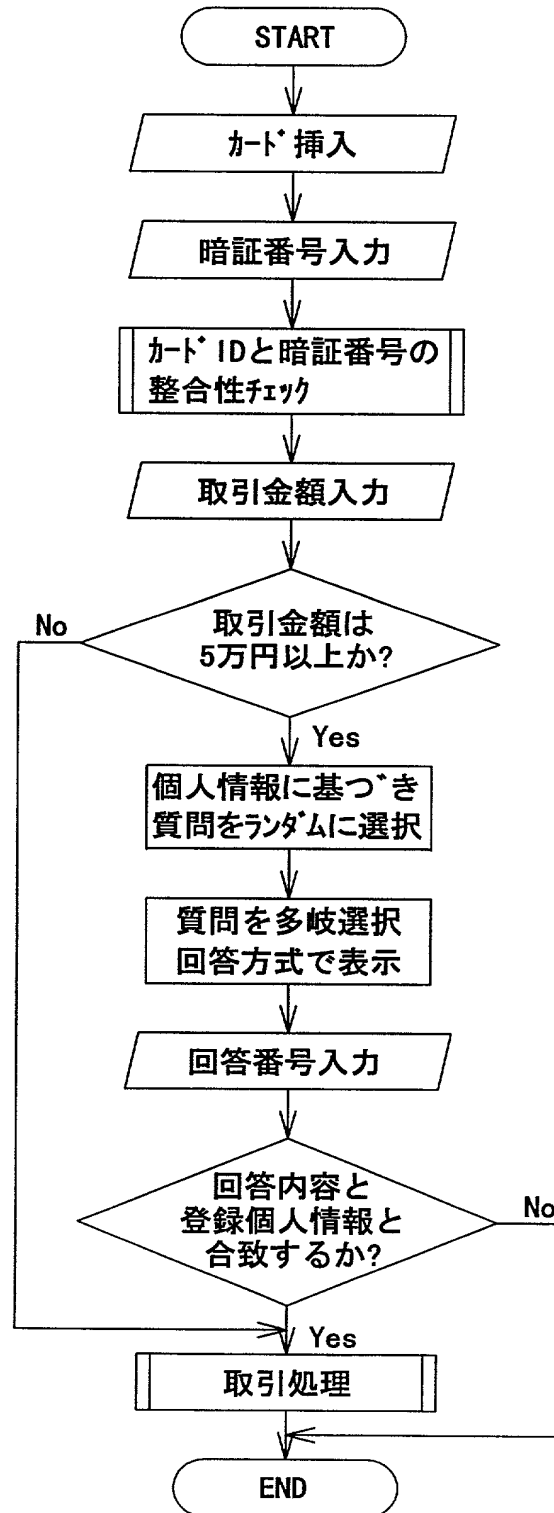 START
ｶｰﾄﾞ挿入
暗証番号入力
ｶｰﾄﾞIDと暗証番号の
整合性ﾁｪｯｸ
取引金額入力
取引金額は
5万円以上か?
No
Yes
個人情報に基づき
質問をﾗﾝﾀﾞﾑに選択
質問を多岐選択
回答方式で表示
回答番号入力
回答内容と
登録個人情報と
合致するか?
No
Yes
取引処理
END